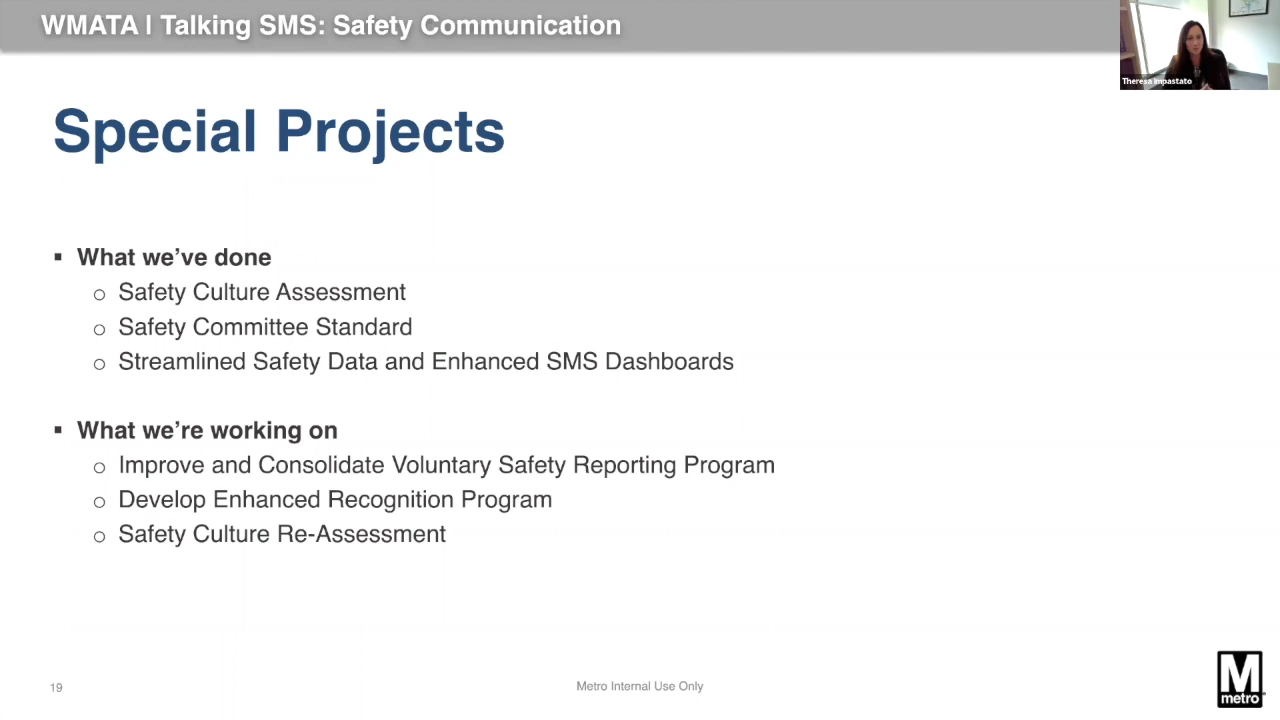 WMATA | Talking SMS: Safety Communication
Theresa Impastato
Special Projects
▪ What we’ve done
o Safety Culture Assessment
o Safety Committee Standard
o Streamlined Safety Data and Enhanced SMS Dashboards
▪ What we’re working on
o Improve and Consolidate Voluntary Safety Reporting Program
o Develop Enhanced Recognition Program
o Safety Culture Re-Assessment
19
Metro Internal Use Only
M
metro